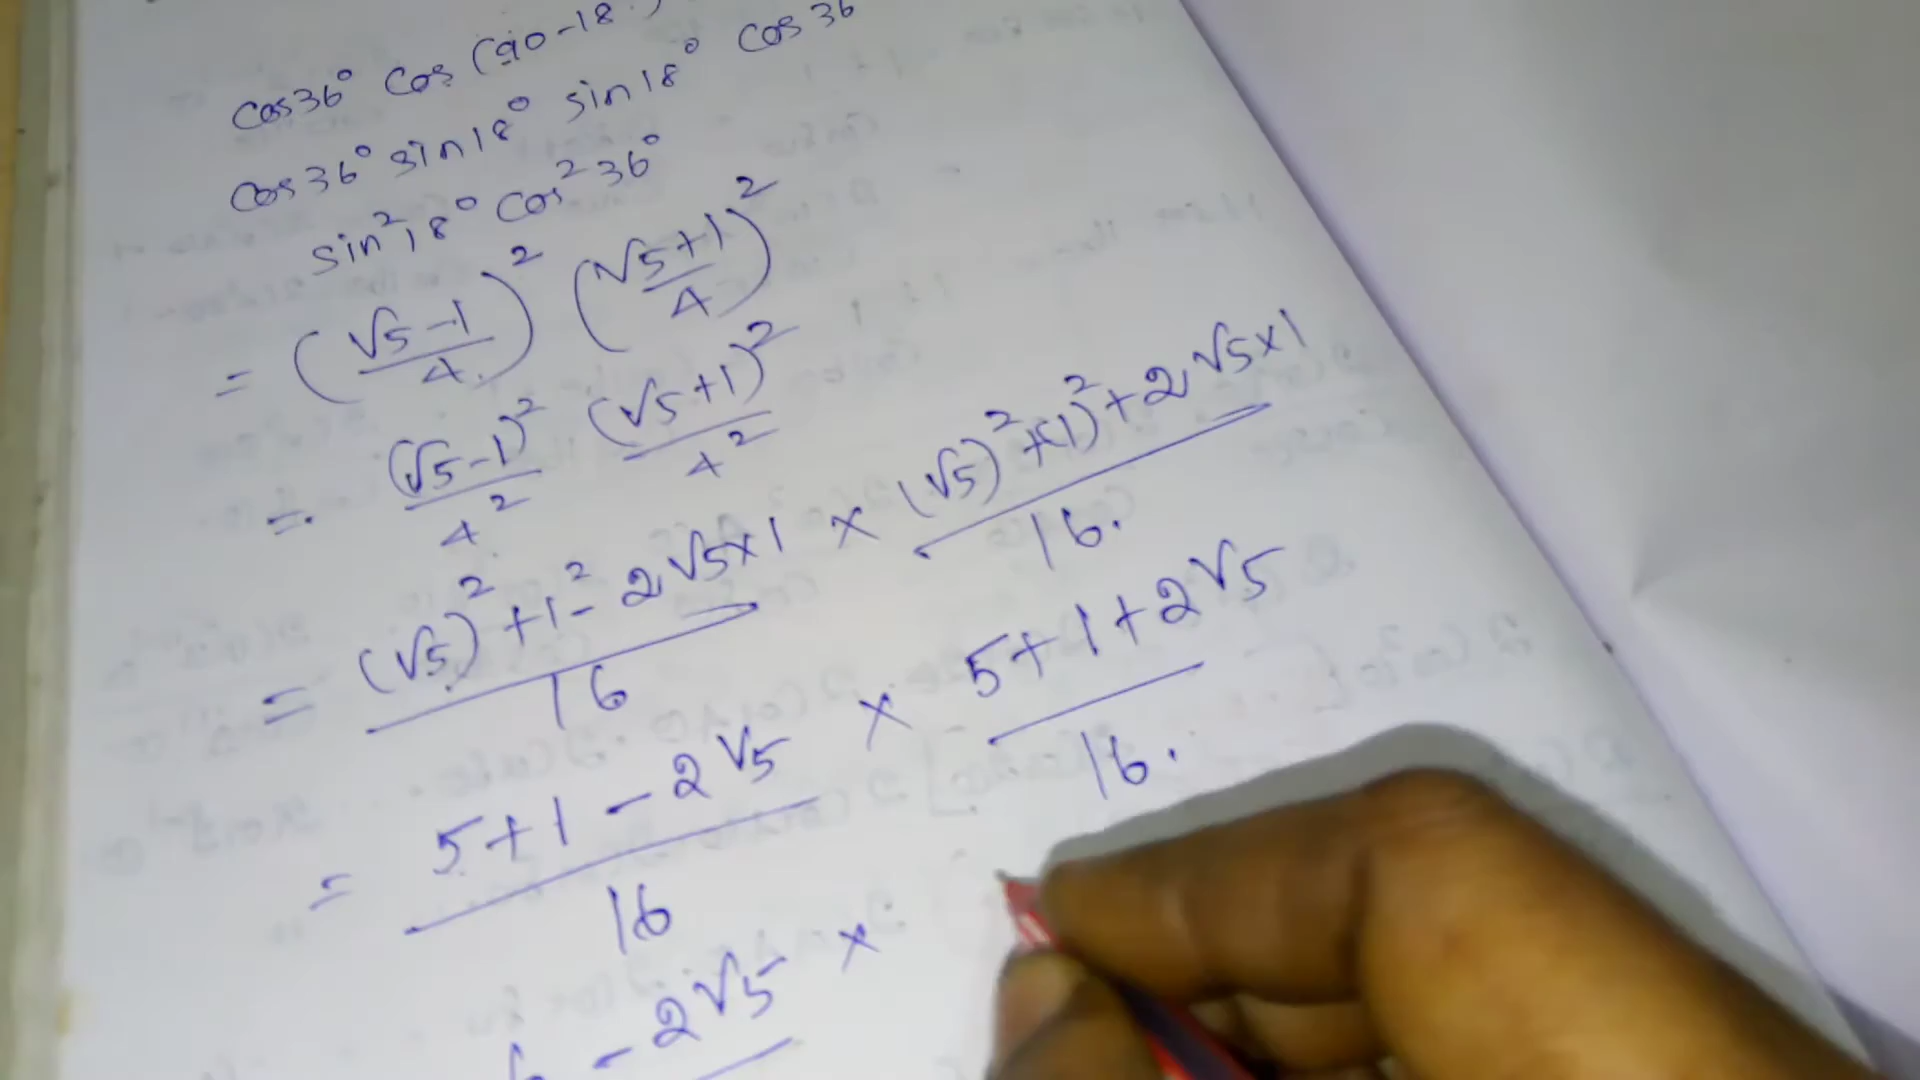 cos36° cos (90-18°)
cos36° sin18° sin18° cos36
sin²18° cos²36°
= (√5-1/4)² (√5+1/4)²
= (√5-1)²/4² (√5+1)²/4²
= (√5)²+1²-2√5×1/16 × (√5)²+(1)²+2√5×1/16.
= 5+1-2√5/16 × 5+1+2√5/16.
6-2√5 ×